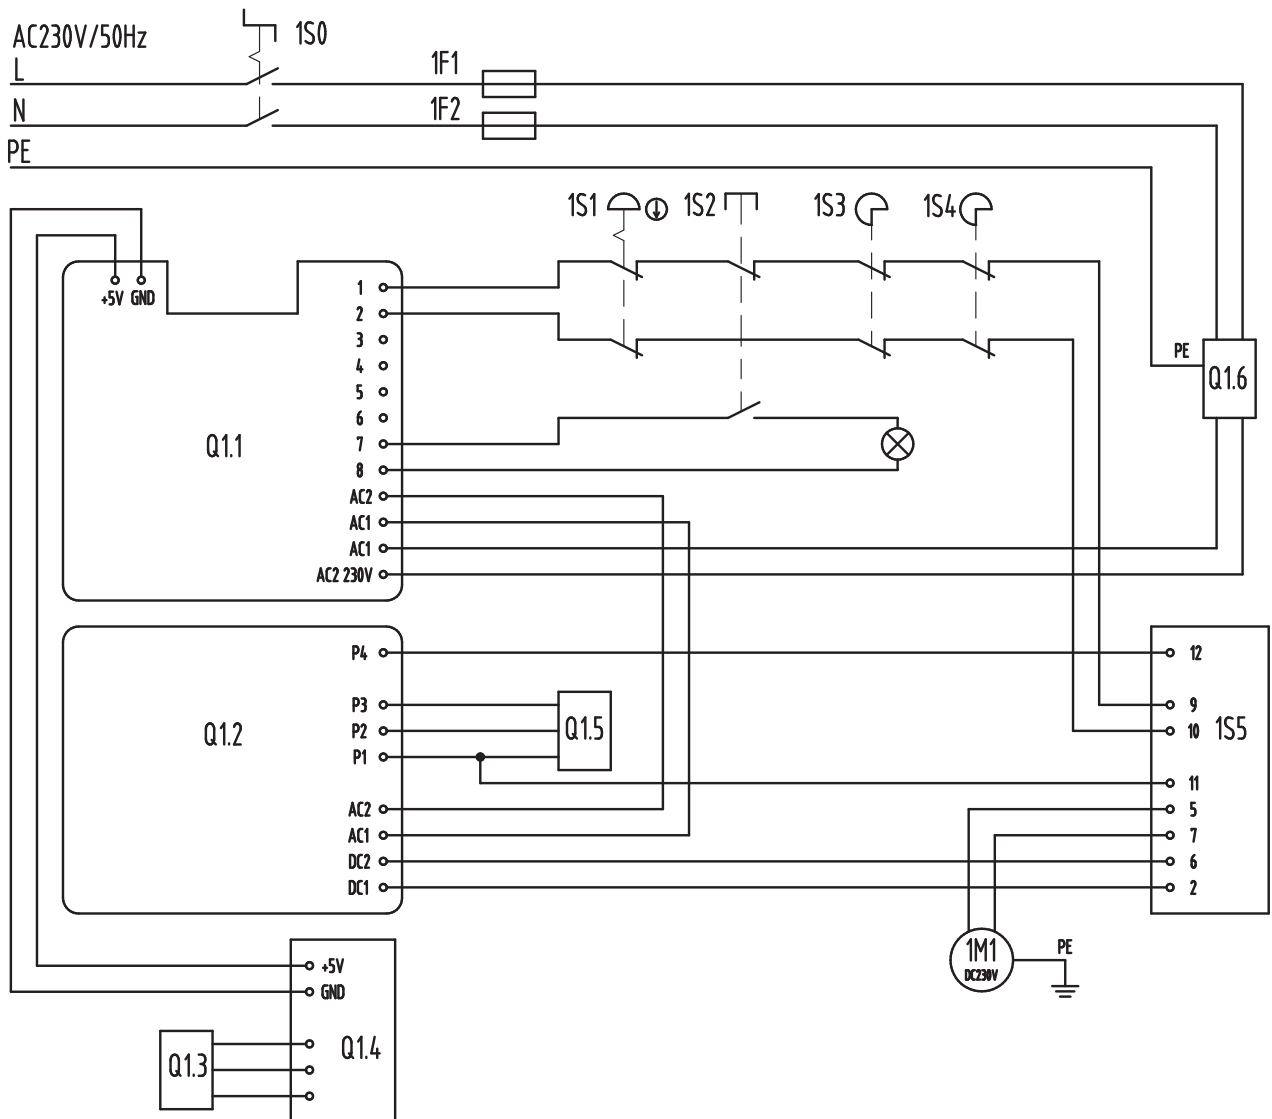 AC230V/50Hz
1S0
L
1F1
N
1F2
PE
1S1
1S2
1S3
1S4
+5V GND
1
2
3
4
5
6
7
8
AC2
AC1
AC1
AC2 230V
Q1.1
PE
Q1.6
P4
P3
P2
P1
AC2
AC1
DC2
DC1
Q1.2
Q1.5
12
9
10
11
5
7
6
2
1S5
1M1
DC230V
PE
+5V
GND
Q1.3
Q1.4